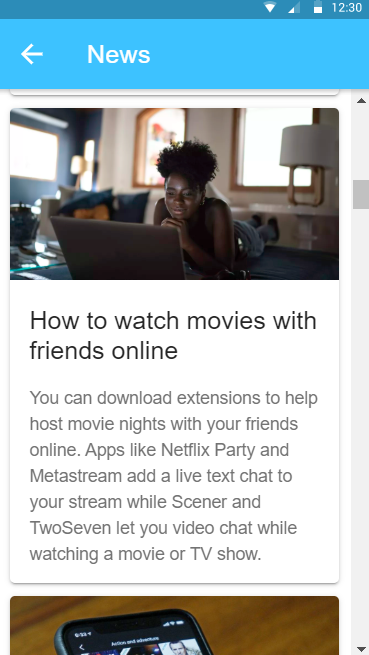 12:30
News
How to watch movies with
friends online
You can download extensions to help
host movie nights with your friends
online. Apps like Netflix Party and
Metastream add a live text chat to
your stream while Scener and
TwoSeven let you video chat while
watching a movie or TV show.
Action and adventure